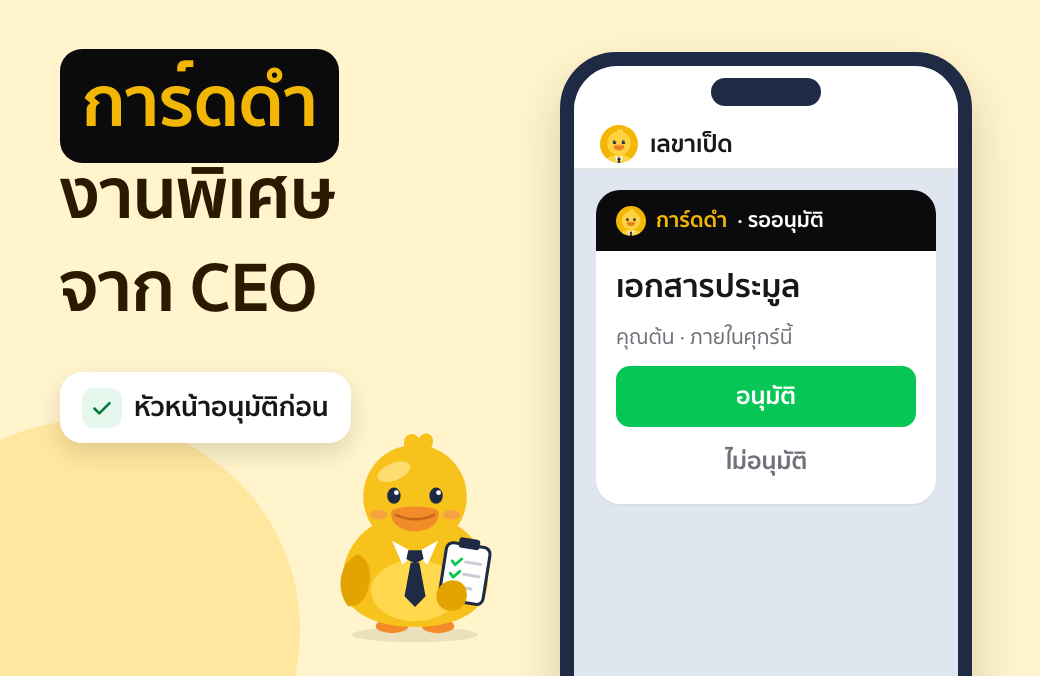 การ์ดดำ
งานพิเศษ
จาก CEO
หัวหน้าอนุมัติก่อน
เลขาเป็ด
การ์ดดำ · รออนุมัติ
เอกสารประมูล
คุณต้น · ภายในศุกร์นี้
อนุมัติ
ไม่อนุมัติ